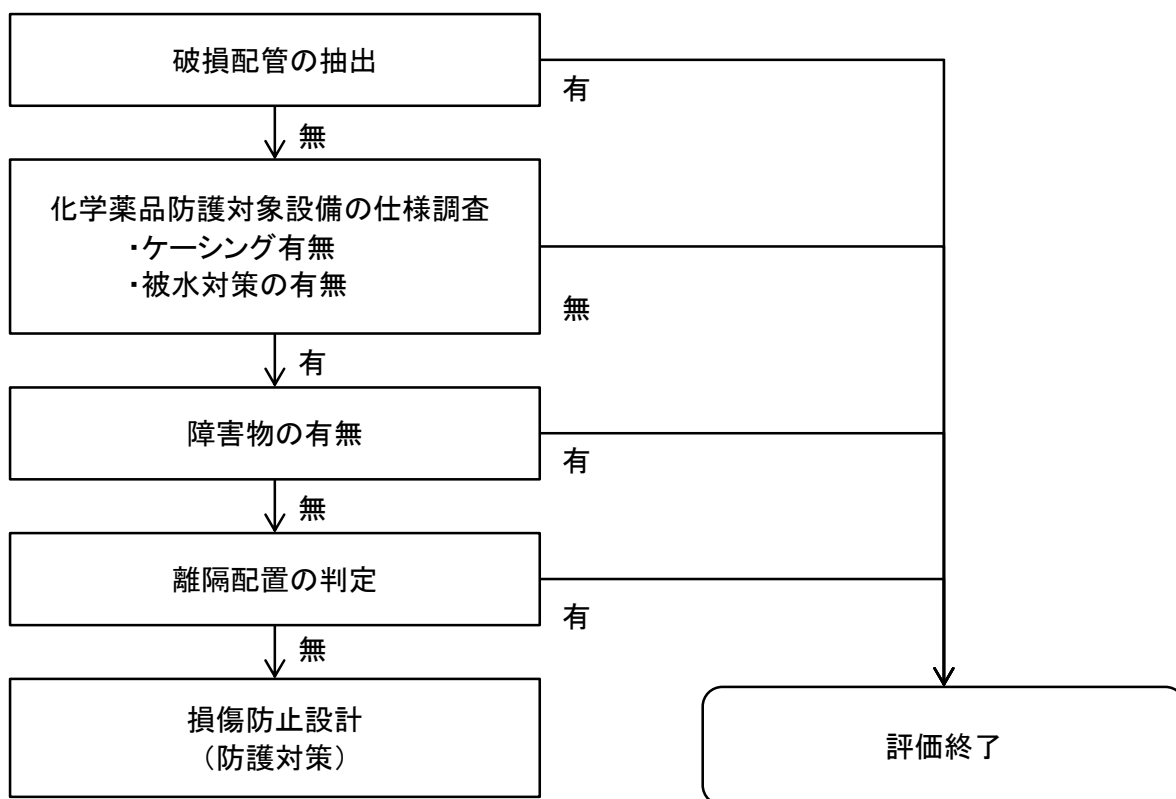 破損配管の抽出
有
無
化学薬品防護対象設備の仕様調査
・ケーシング有無
・被水対策の有無
無
有
障害物の有無
有
無
離隔配置の判定
有
無
損傷防止設計
（防護対策）
評価終了